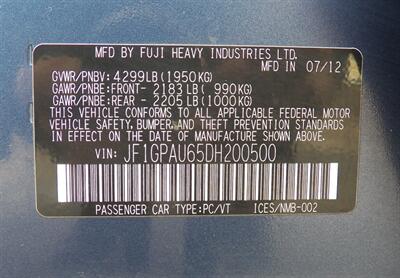 MFD BY FUJI HEAVY INDUSTRIES LTD.
MFD IN 07/12
GVWR/PNBV: 4299LB (1950KG)
GAWR/PNBE:FRONT- 2183LB ( 990KG)
GAWR/PNBE:REAR - 2205LB (1000KG)
THIS VEHICLE CONFORMS TO ALL APPLICABLE FEDERAL MOTOR
VEHICLE SAFETY, BUMPER, AND THEFT PREVENTION STANDARDS IN
EFFECT ON THE DATE OF MANUFACTURE SHOWN ABOVE.
VIN: JF1GPAU65DH200500
PASSENGER CAR TYPE:PC/VT ICES/NMB-002